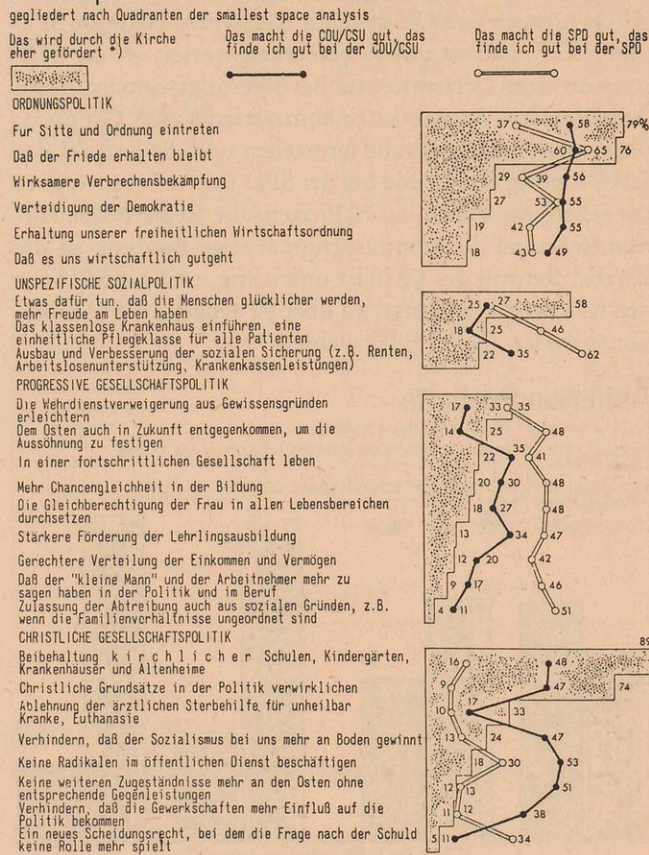 gegliedert nach Quadranten der smallest space analysis
Das wird durch die Kirche
eher gefördert *)
Das macht die CDU/CSU gut, das
finde ich gut bei der CDU/CSU
Das macht die SPD gut, das
finde ich gut bei der SPD
ORDNUNGSPOLITIK
Fur Sitte und Ordnung eintreten
37 58 79%
Daß der Friede erhalten bleibt
60 65 76
Wirksamere Verbrechensbekämpfung
29 39 56
Verteidigung der Demokratie
27 53 55
Erhaltung unserer freiheitlichen Wirtschaftsordnung
19 42 55
Daß es uns wirtschaftlich gutgeht
18 43 49
UNSPEZIFISCHE SOZIALPOLITIK
Etwas dafür tun, daß die Menschen glücklicher werden,
mehr Freude am Leben haben
25 27 58
Das klassenlose Krankenhaus einführen, eine
einheitliche Pflegeklasse für alle Patienten
18 25 46
Ausbau und Verbesserung der sozialen Sicherung (z.B. Renten,
Arbeitslosenunterstützung, Krankenkassenleistungen)
22 35 62
PROGRESSIVE GESELLSCHAFTSPOLITIK
Die Wehrdienstverweigerung aus Gewissensgründen
erleichtern
17 33 35
Dem Osten auch in Zukunft entgegenkommen, um die
Aussöhnung zu festigen
14 25 48
In einer fortschrittlichen Gesellschaft leben
22 35 41
Mehr Chancengleichheit in der Bildung
20 30 48
Die Gleichberechtigung der Frau in allen Lebensbereichen
durchsetzen
18 27 48
Stärkere Förderung der Lehrlingsausbildung
13 34 47
Gerechtere Verteilung der Einkommen und Vermögen
12 20 42
Daß der "kleine Mann" und der Arbeitnehmer mehr zu
sagen haben in der Politik und im Beruf
9 17 46
Zulassung der Abtreibung auch aus sozialen Gründen, z.B.
wenn die Familienverhältnisse ungeordnet sind
4 11 51
CHRISTLICHE GESELLSCHAFTSPOLITIK
Beibehaltung k i r c h l i c h e r Schulen, Kindergärten,
Krankenhäuser und Altenheime
16 48 89
Christliche Grundsätze in der Politik verwirklichen
9 47 74
Ablehnung der ärztlichen Sterbehilfe für unheilbar
Kranke, Euthanasie
10 17 33
Verhindern, daß der Sozialismus bei uns mehr an Boden gewinnt
13 24 47
Keine Radikalen im öffentlichen Dienst beschäftigen
18 30 53
Keine weiteren Zugeständnisse mehr an den Osten ohne
entsprechende Gegenleistungen
12 13 51
Verhindern, daß die Gewerkschaften mehr Einfluß auf die
Politik bekommen
11 12 38
Ein neues Scheidungsrecht, bei dem die Frage nach der Schuld
keine Rolle mehr spielt
5 11 34